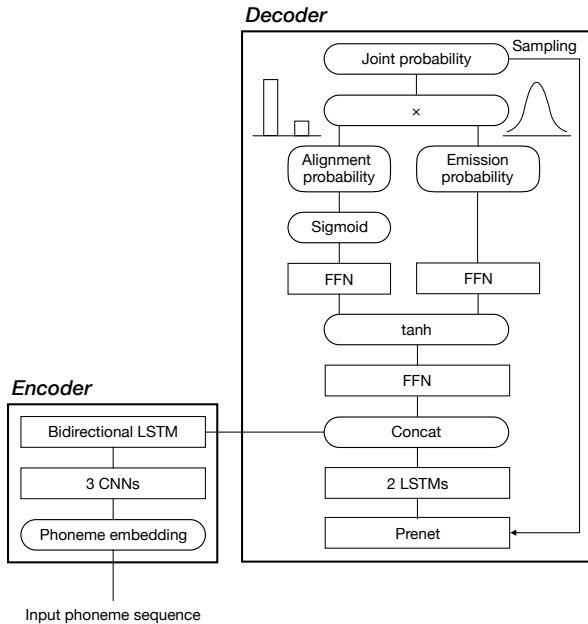 Decoder
Joint probability
Sampling
×
Alignment
probability
Emission
probability
Sigmoid
FFN
FFN
tanh
FFN
Concat
2 LSTMs
Prenet
Encoder
Bidirectional LSTM
3 CNNs
Phoneme embedding
Input phoneme sequence